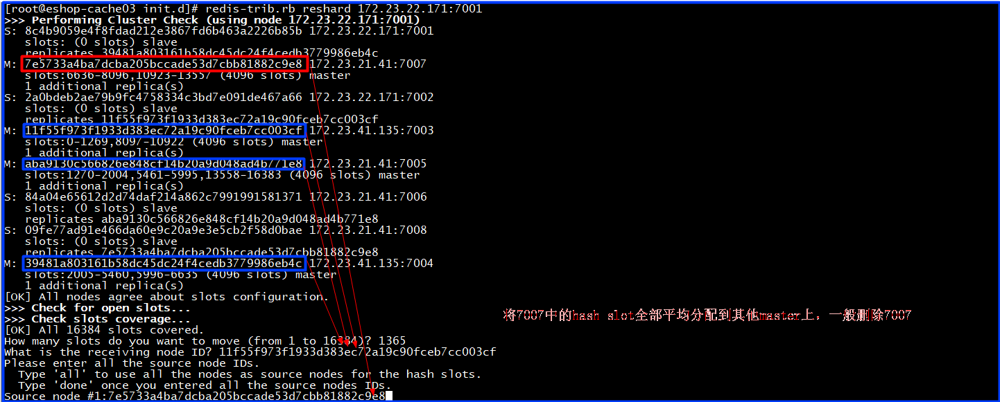 [root@eshop-cache03 init.d]# redis-trib.rb reshard 172.23.22.171:7001
>>> Performing Cluster Check (using node 172.23.22.171:7001)
S: 8c4b9059e4f8fdad212e3867fd6b463a2226b85b 172.23.22.171:7001
   slots: (0 slots) slave
   replicates 39481a803161b58dc45dc24f4cedb3779986eb4c
M: 7e5733a4ba7dcba205bccade53d7cbb81882c9e8 172.23.21.41:7007
   slots:6636-8096,10923-13557 (4096 slots) master
   1 additional replica(s)
S: 2a0bdeb2ae79b9fc4758334c3bd7e091de467a66 172.23.22.171:7002
   slots: (0 slots) slave
   replicates 11f55f973f1933d383ec72a19c90fceb7cc003cf
M: 11f55f973f1933d383ec72a19c90fceb7cc003cf 172.23.41.135:7003
   slots:0-1269,8097-10922 (4096 slots) master
   1 additional replica(s)
M: aba9130c566826e848cf14b20a9d048ad4b771e8 172.23.21.41:7005
   slots:1270-2004,5461-5995,13558-16383 (4096 slots) master
   1 additional replica(s)
S: 84a04e65612d2d74daf214a862c7991991581371 172.23.21.41:7006
   slots: (0 slots) slave
   replicates aba9130c566826e848cf14b20a9d048ad4b771e8
S: 09fe77ad91e466da60e9c20a9e3e5cb2f58d0bae 172.23.21.41:7008
   slots: (0 slots) slave
   replicates 7e5733a4ba7dcba205bccade53d7cbb81882c9e8
M: 39481a803161b58dc45dc24f4cedb3779986eb4c 172.23.41.135:7004
   slots:2005-5460,5996-6635 (4096 slots) master
   1 additional replica(s)
[OK] All nodes agree about slots configuration.
>>> Check for open slots...
将7007中的hash slot全部平均分配到其他master上，一般删除7007
>>> Check slots coverage...
[OK] All 16384 slots covered.
How many slots do you want to move (from 1 to 16384)? 1365
What is the receiving node ID? 11f55f973f1933d383ec72a19c90fceb7cc003cf
Please enter all the source node IDs.
  Type 'all' to use all the nodes as source nodes for the hash slots.
  Type 'done' once you entered all the source nodes IDs.
Source node #1:7e5733a4ba7dcba205bccade53d7cbb81882c9e8